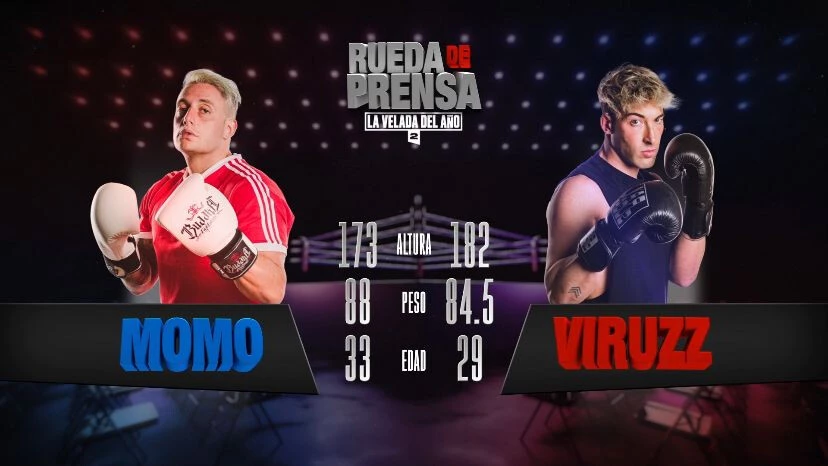 RUEDA DE
PRENSA
LA VELADA DEL AÑO
2
173 ALTURA 182
88 PESO 84.5
33 EDAD 29
MOMO
VIRUZZ